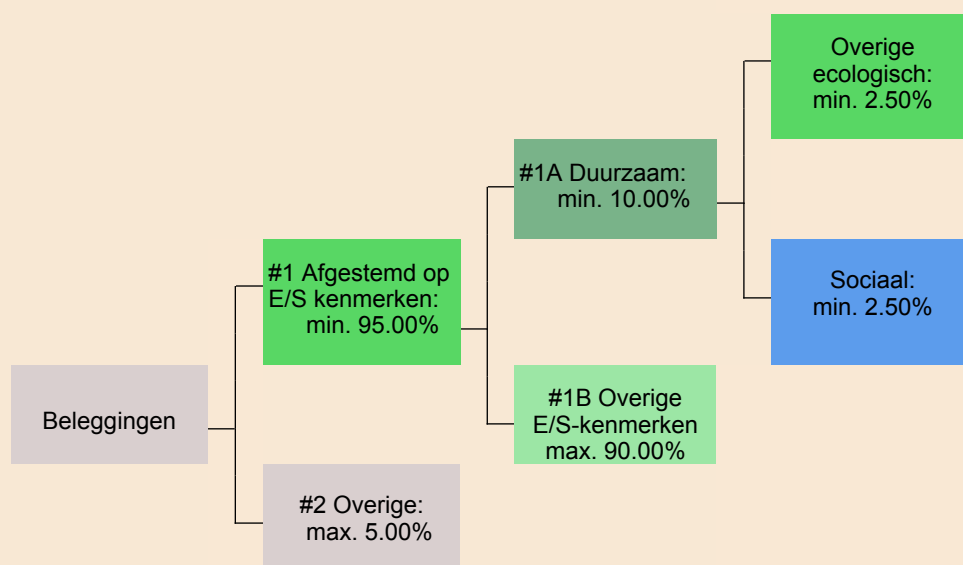 Overige
ecologisch:
min. 2.50%
#1A Duurzaam:
min. 10.00%
#1 Afgestemd op
E/S kenmerken:
min. 95.00%
Sociaal:
min. 2.50%
Beleggingen
#1B Overige
E/S-kenmerken
max. 90.00%
#2 Overige:
max. 5.00%